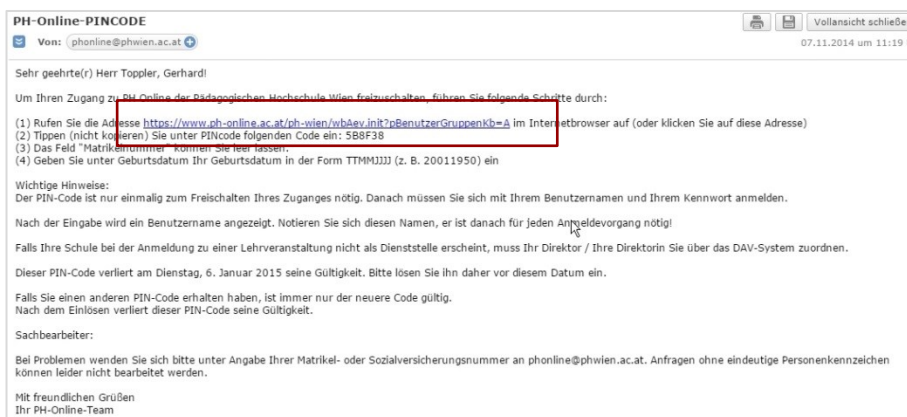 PH-Online-PINCODE
Vollansicht schließe
Von: phonline@phwien.ac.at
07.11.2014 um 11:19
Sehr geehrte(r) Herr Toppler, Gerhard!
Um Ihren Zugang zu PH Online der Pädagogischen Hochschule Wien freizuschalten, führen Sie folgende Schritte durch:
(1) Rufen Sie die Adresse https://www.ph-online.ac.at/ph-wien/wbAev.init?pBenutzerGruppenKb=A im Internetbrowser auf (oder klicken Sie auf diese Adresse)
(2) Tippen (nicht kopieren) Sie unter PINcode folgenden Code ein: 5B8F38
(3) Das Feld "Matrikelnummer" können Sie leer lassen.
(4) Geben Sie unter Geburtsdatum Ihr Geburtsdatum in der Form TTMMJJJJ (z. B. 20011950) ein
Wichtige Hinweise:
Der PIN-Code ist nur einmalig zum Freischalten Ihres Zuganges nötig. Danach müssen Sie sich mit Ihrem Benutzernamen und Ihrem Kennwort anmelden.
Nach der Eingabe wird ein Benutzername angezeigt. Notieren Sie sich diesen Namen, er ist danach für jeden Anmeldevorgang nötig!
Falls Ihre Schule bei der Anmeldung zu einer Lehrveranstaltung nicht als Dienststelle erscheint, muss Ihr Direktor / Ihre Direktorin Sie über das DAV-System zuordnen.
Dieser PIN-Code verliert am Dienstag, 6. Januar 2015 seine Gültigkeit. Bitte lösen Sie ihn daher vor diesem Datum ein.
Falls Sie einen anderen PIN-Code erhalten haben, ist immer nur der neuere Code gültig.
Nach dem Einlösen verliert dieser PIN-Code seine Gültigkeit.
Sachbearbeiter:
Bei Problemen wenden Sie sich bitte unter Angabe Ihrer Matrikel- oder Sozialversicherungsnummer an phonline@phwien.ac.at. Anfragen ohne eindeutige Personenkennzeichen
können leider nicht bearbeitet werden.
Mit freundlichen Grüßen
Ihr PH-Online-Team